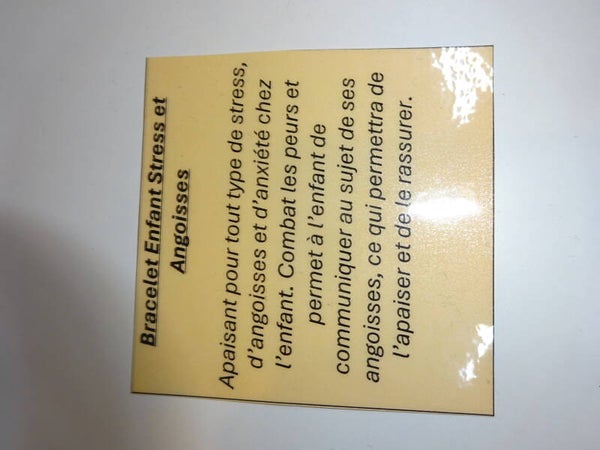 Bracelet Enfant Stress et
Angoisses
Apaisant pour tout type de stress,
d'angoisses et d'anxiété chez
l'enfant. Combat les peurs et
permet à l'enfant de
communiquer au sujet de ses
angoisses, ce qui permettra de
l'apaiser et de le rassurer.